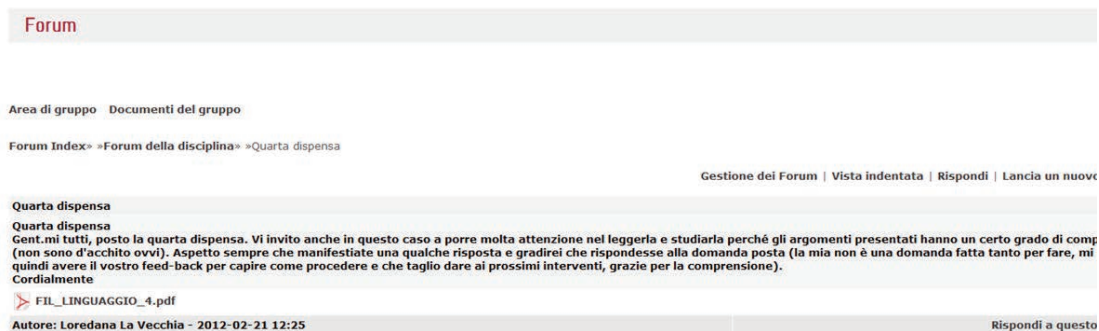 Forum
Area di gruppo Documenti del gruppo
Forum Index» »Forum della disciplina» »Quarta dispensa
Gestione dei Forum | Vista indentata | Rispondi | Lancia un nuovo
Quarta dispensa
Quarta dispensa
Gent.mi tutti, posto la quarta dispensa. Vi invito anche in questo caso a porre molta attenzione nel leggerla e studiarla perché gli argomenti presentati hanno un certo grado di comp
(non sono d'acchito ovvi). Aspetto sempre che manifestiate una qualche risposta e gradirei che rispondesse alla domanda posta (la mia non è una domanda fatta tanto per fare, mi
quindi avere il vostro feed-back per capire come procedere e che taglio dare ai prossimi interventi, grazie per la comprensione).
Cordialmente
FIL_LINGUAGGIO_4.pdf
Autore: Loredana La Vecchia - 2012-02-21 12:25 Rispondi a questo